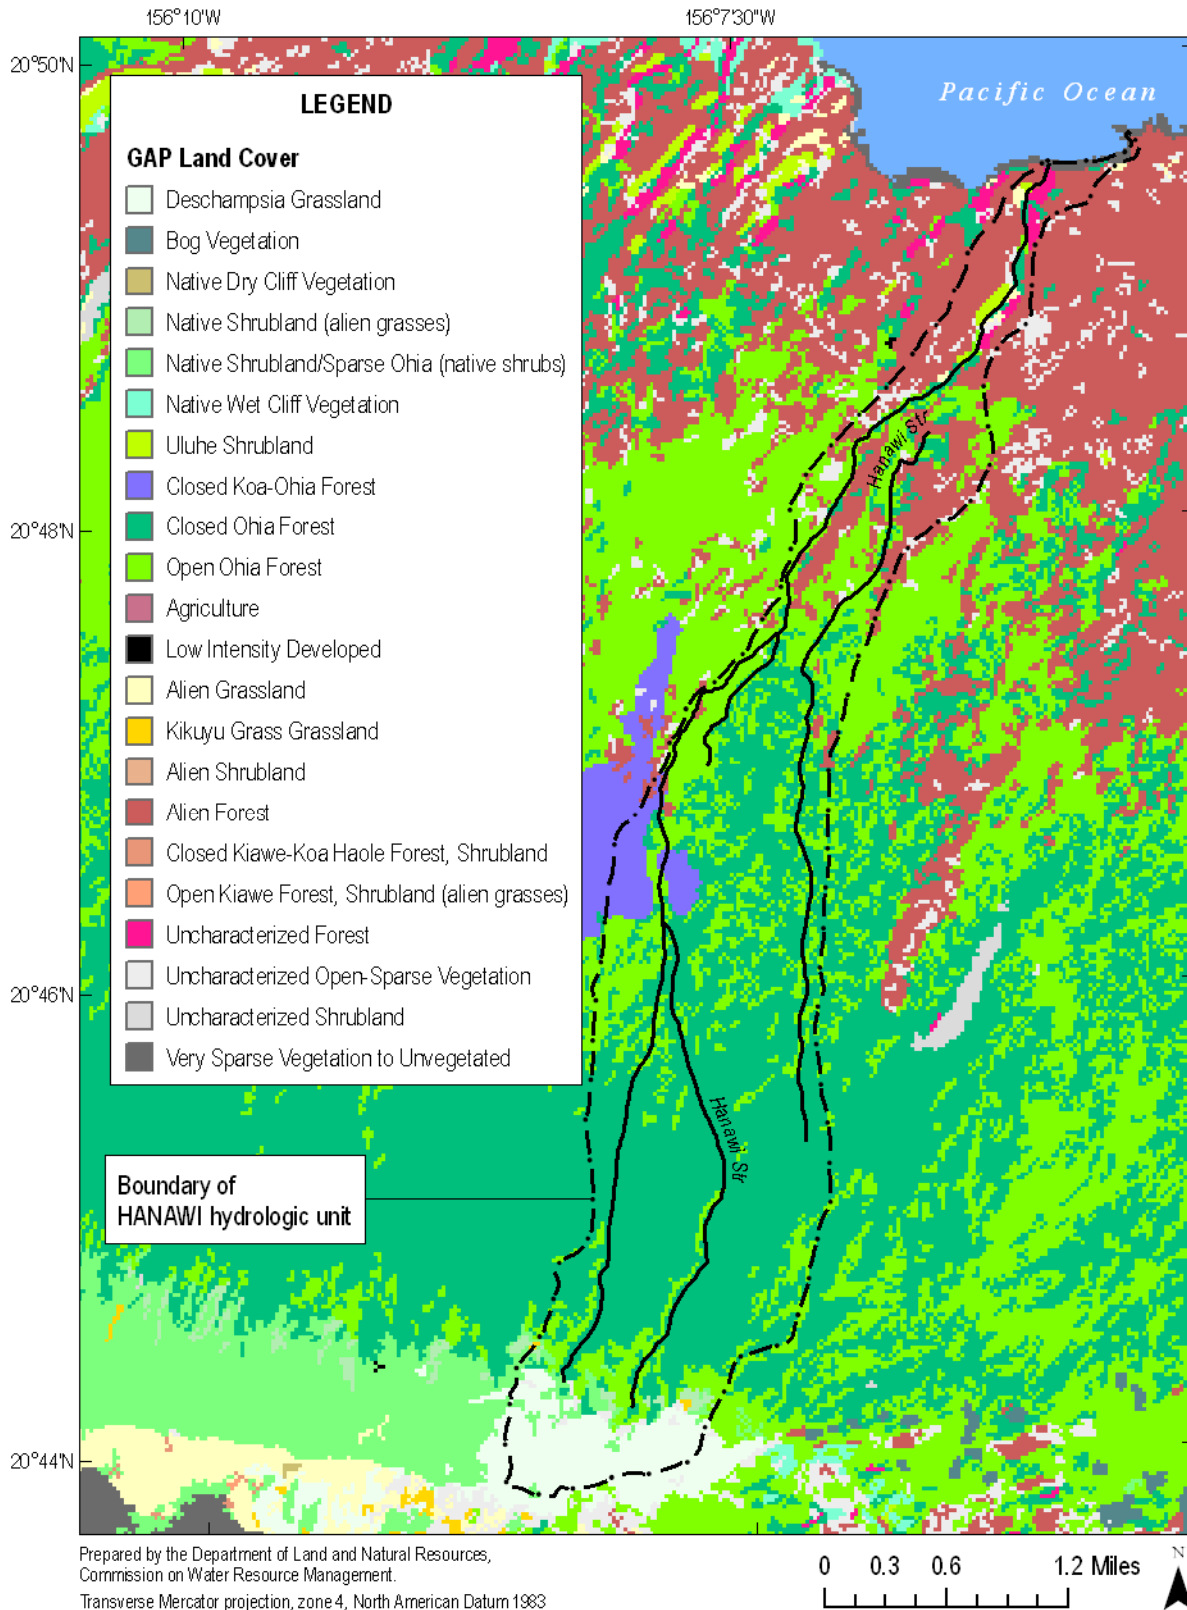 156°10'W
156°7'30"W
20°50'N
Pacific Ocean
LEGEND
GAP Land Cover
Deschampsia Grassland
Bog Vegetation
Native Dry Cliff Vegetation
Native Shrubland (alien grasses)
Native Shrubland/Sparse Ohia (native shrubs)
Native Wet Cliff Vegetation
Uluhe Shrubland
Closed Koa-Ohia Forest
Closed Ohia Forest
Open Ohia Forest
Agriculture
Low Intensity Developed
Alien Grassland
Kikuyu Grass Grassland
Alien Shrubland
Alien Forest
Closed Kiawe-Koa Haole Forest, Shrubland
Open Kiawe Forest, Shrubland (alien grasses)
Uncharacterized Forest
Uncharacterized Open-Sparse Vegetation
Uncharacterized Shrubland
Very Sparse Vegetation to Unvegetated
Hanawi Str
20°48'N
20°46'N
Hanawi Str
Boundary of
HANAWI hydrologic unit
20°44'N
Prepared by the Department of Land and Natural Resources,
Commission on Water Resource Management.
Transverse Mercator projection, zone 4, North American Datum 1983
0 0.3 0.6 1.2 Miles
N